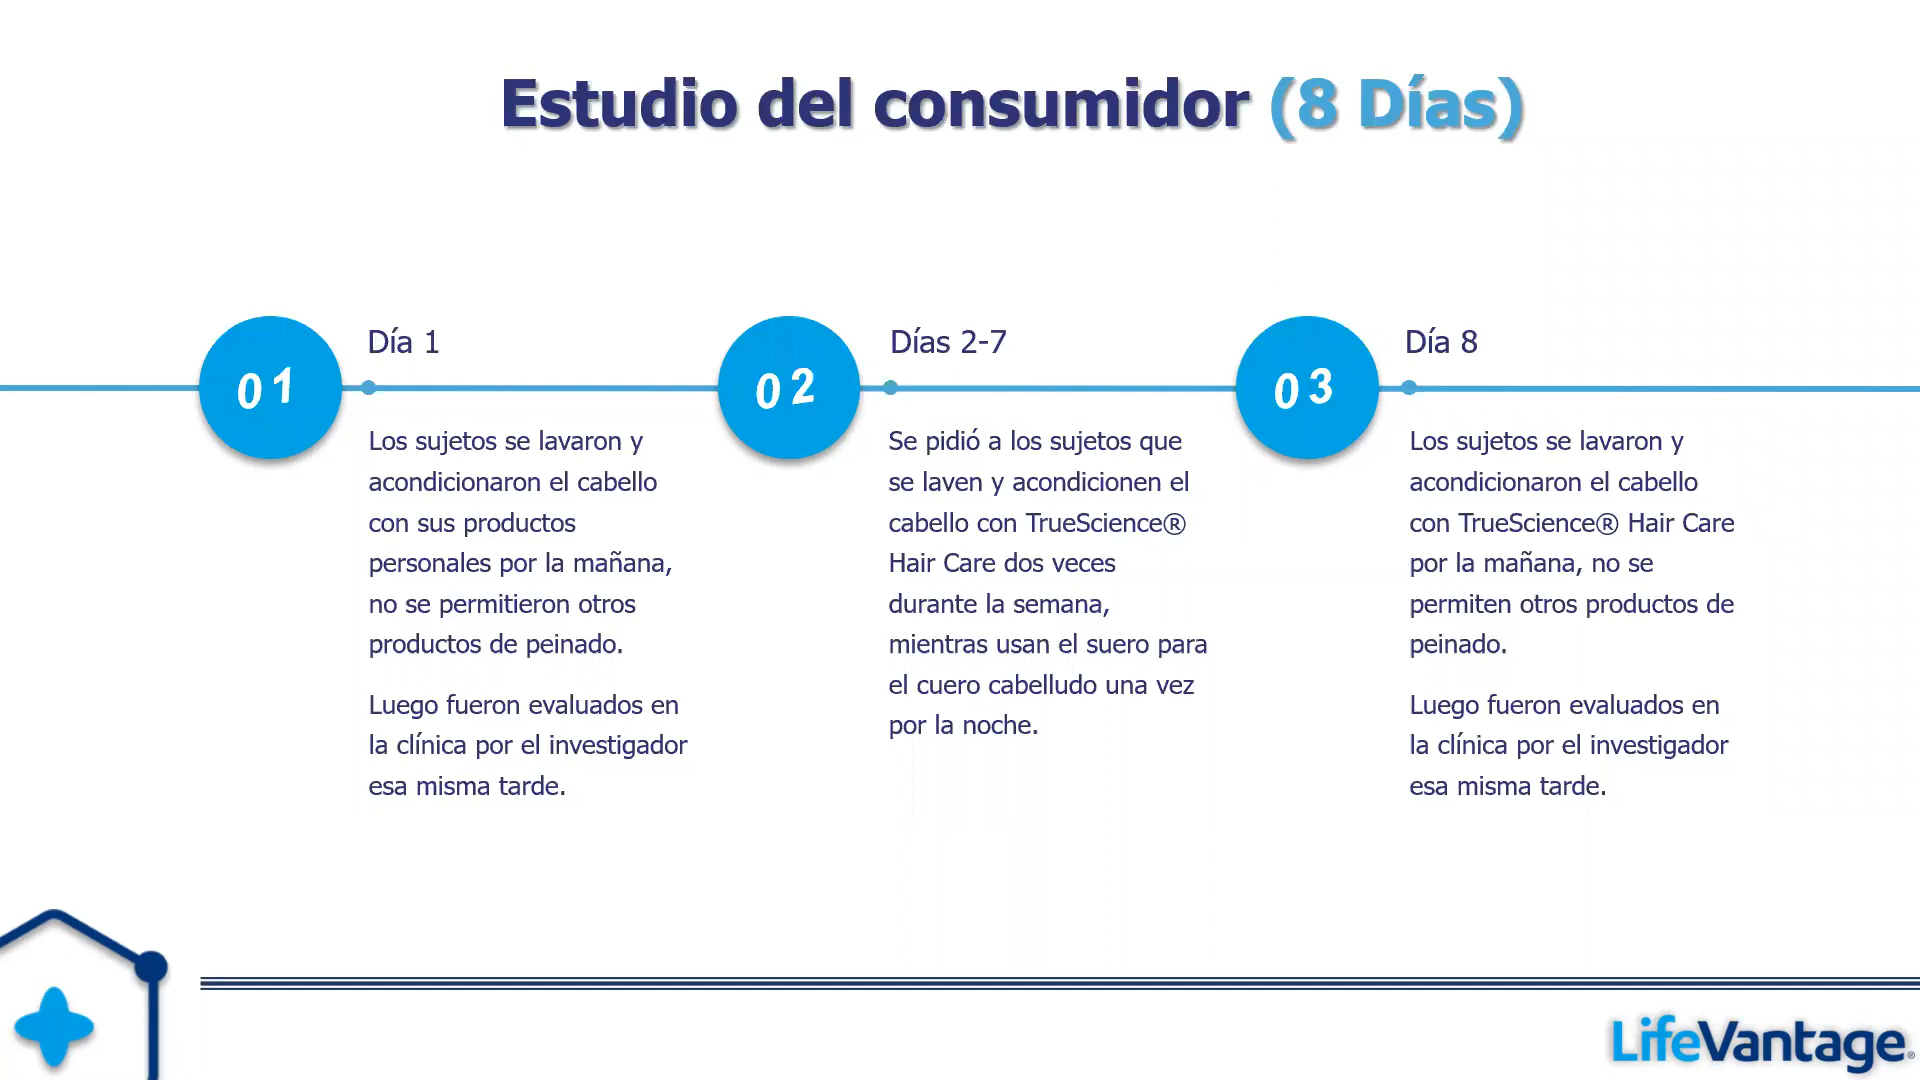 Estudio del consumidor (8 Días)
01
Día 1
Los sujetos se lavaron y
acondicionaron el cabello
con sus productos
personales por la mañana,
no se permitieron otros
productos de peinado.
Luego fueron evaluados en
la clínica por el investigador
esa misma tarde.
02
Días 2-7
Se pidió a los sujetos que
se laven y acondicionen el
cabello con TrueScience®
Hair Care dos veces
durante la semana,
mientras usan el suero para
el cuero cabelludo una vez
por la noche.
03
Día 8
Los sujetos se lavaron y
acondicionaron el cabello
con TrueScience® Hair Care
por la mañana, no se
permiten otros productos de
peinado.
Luego fueron evaluados en
la clínica por el investigador
esa misma tarde.
LifeVantage®